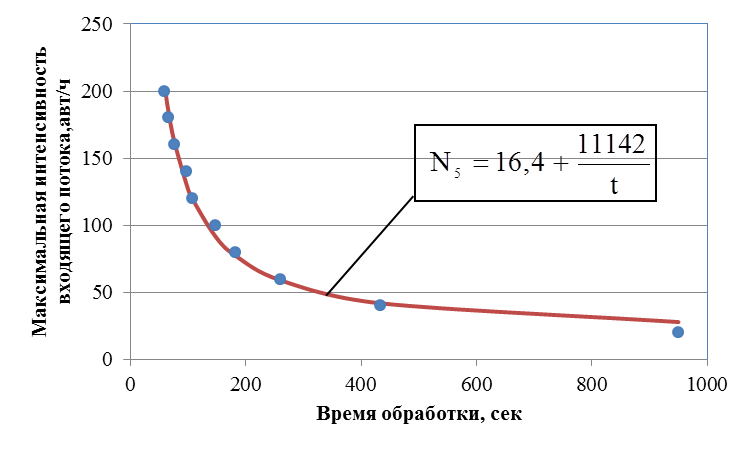 Максимальная интенсивность
входящего потока,авт/ч
250
200
150
100
50
0
N₅ = 16,4 + 11142/t
0 200 400 600 800 1000
Время обработки, сек